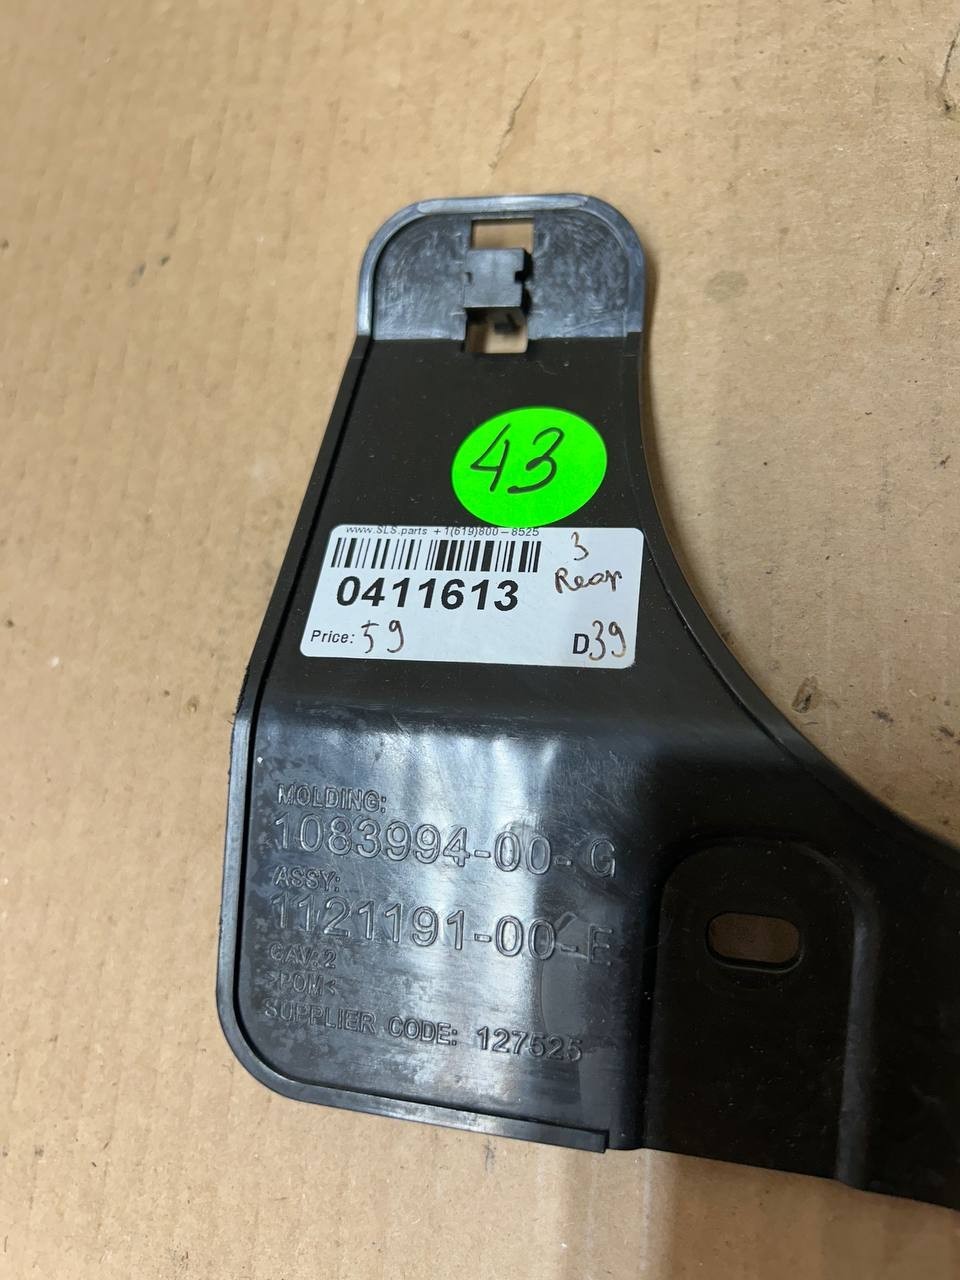 43
www.SLS.parts +1(619)800-8525
3
Rear
0411613
Price: 59
D39
MOLDING:
1083994-00-G
ASSY:
1121191-00-E
CAV:2
>POM<
SUPPLIER CODE: 127525